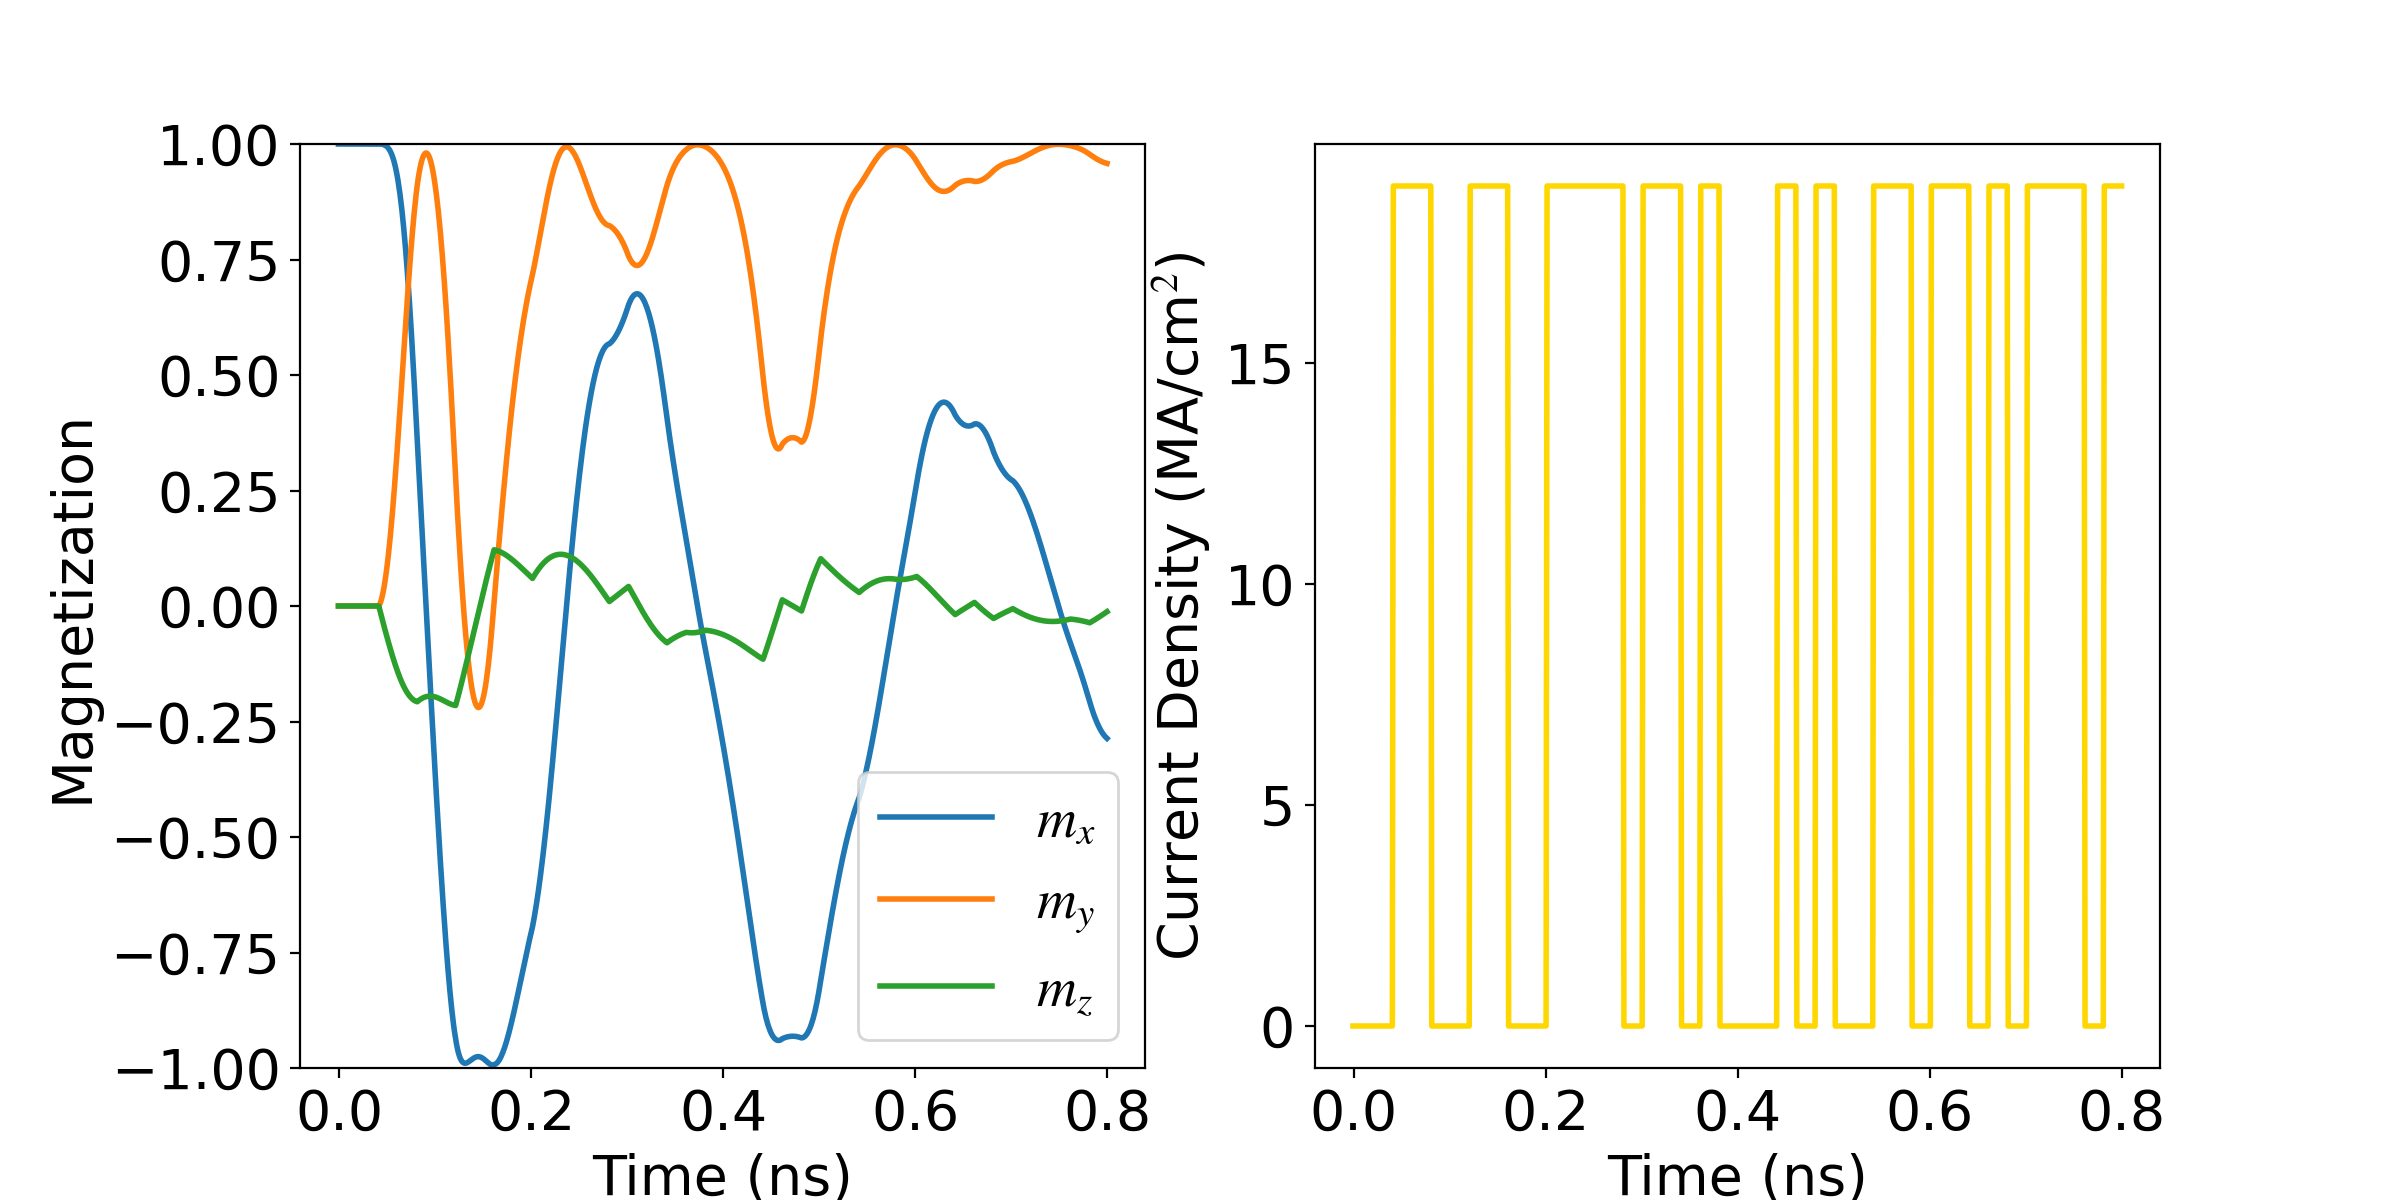 Magnetization
1.00
0.75
0.50
0.25
0.00
−0.25
−0.50
−0.75
−1.00
0.0 0.2 0.4 0.6 0.8
Time (ns)
m_x
m_y
m_z
Current Density (MA/cm²)
15
10
5
0
0.0 0.2 0.4 0.6 0.8
Time (ns)